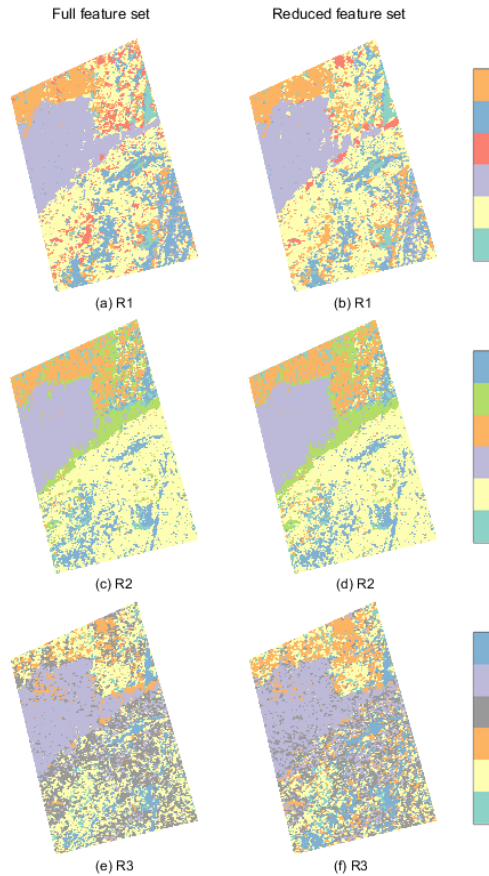 Full feature set
Reduced feature set
(a) R1
(b) R1
(c) R2
(d) R2
(e) R3
(f) R3